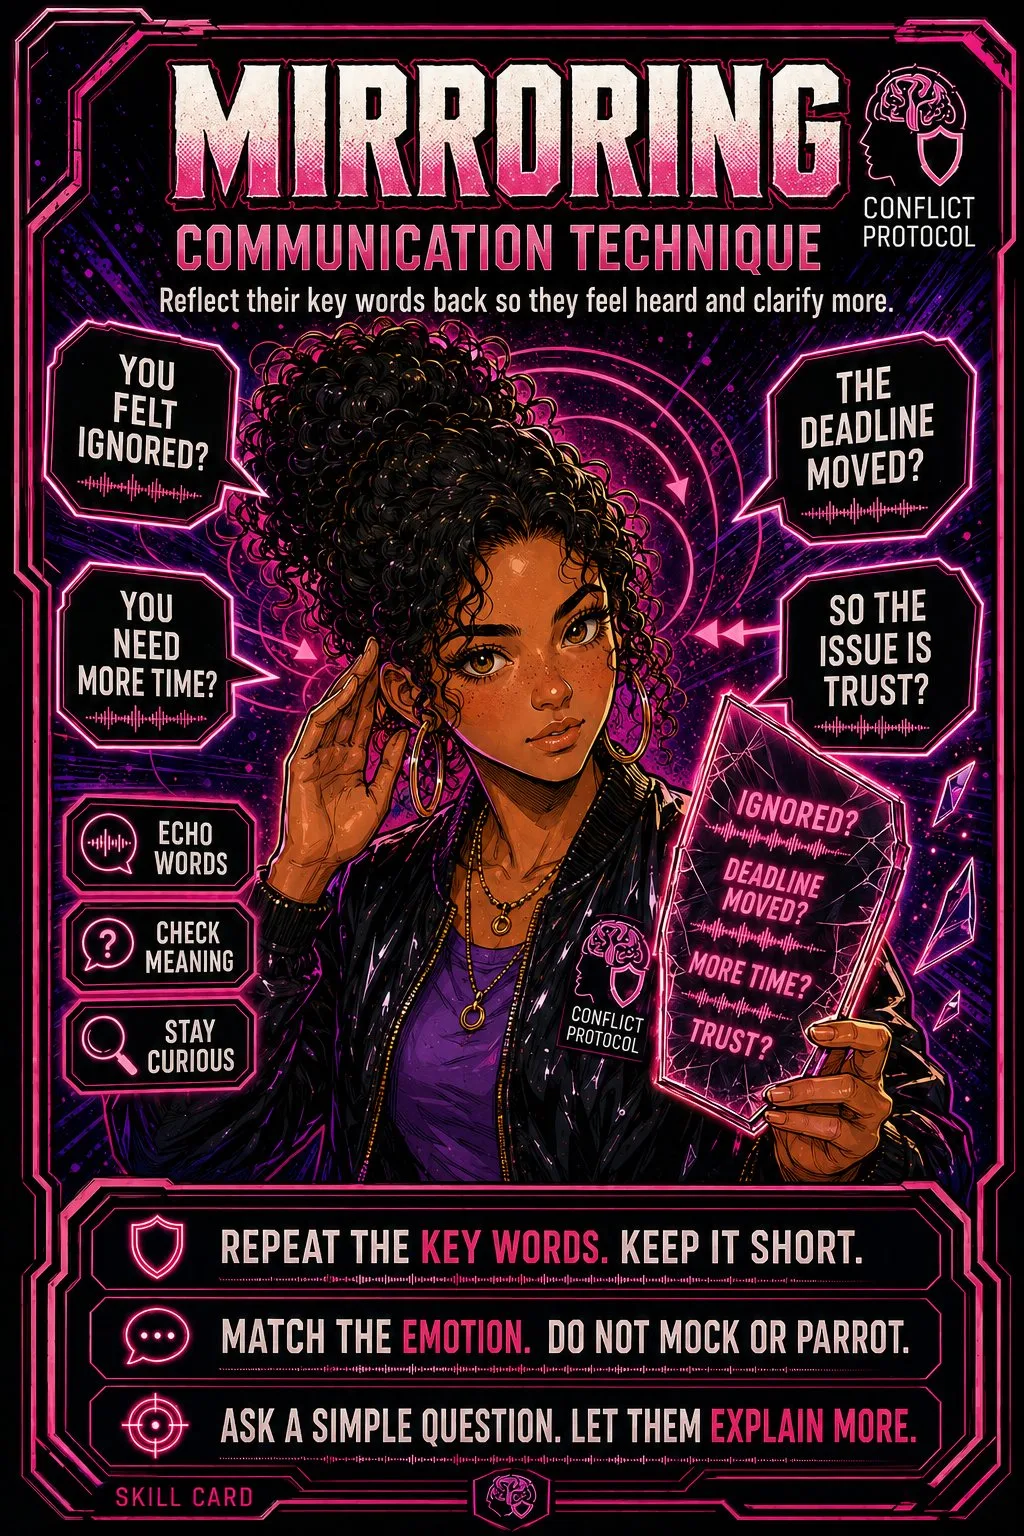 MIRRORING
CONFLICT
PROTOCOL
COMMUNICATION TECHNIQUE
Reflect their key words back so they feel heard and clarify more.
YOU
FELT
IGNORED?
THE
DEADLINE
MOVED?
YOU
NEED
MORE TIME?
SO THE
ISSUE IS
TRUST?
IGNORED?
DEADLINE
MOVED?
MORE TIME?
TRUST?
ECHO
WORDS
?
CHECK
MEANING
STAY
CURIOUS
CONFLICT
PROTOCOL
REPEAT THE KEY WORDS. KEEP IT SHORT.
MATCH THE EMOTION. DO NOT MOCK OR PARROT.
ASK A SIMPLE QUESTION. LET THEM EXPLAIN MORE.
SKILL CARD